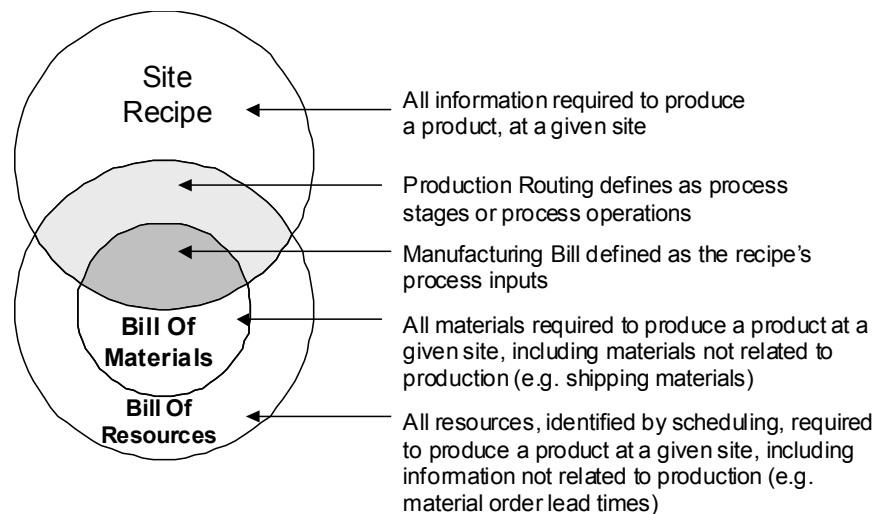 Site
Recipe
All information required to produce
a product, at a given site
Production Routing defines as process
stages or process operations
Manufacturing Bill defined as the recipe's
process inputs
Bill Of
Materials
All materials required to produce a product at a
given site, including materials not related to
production (e.g. shipping materials)
Bill Of
Resources
All resources, identified by scheduling, required
to produce a product at a given site, including
information not related to production (e.g.
material order lead times)